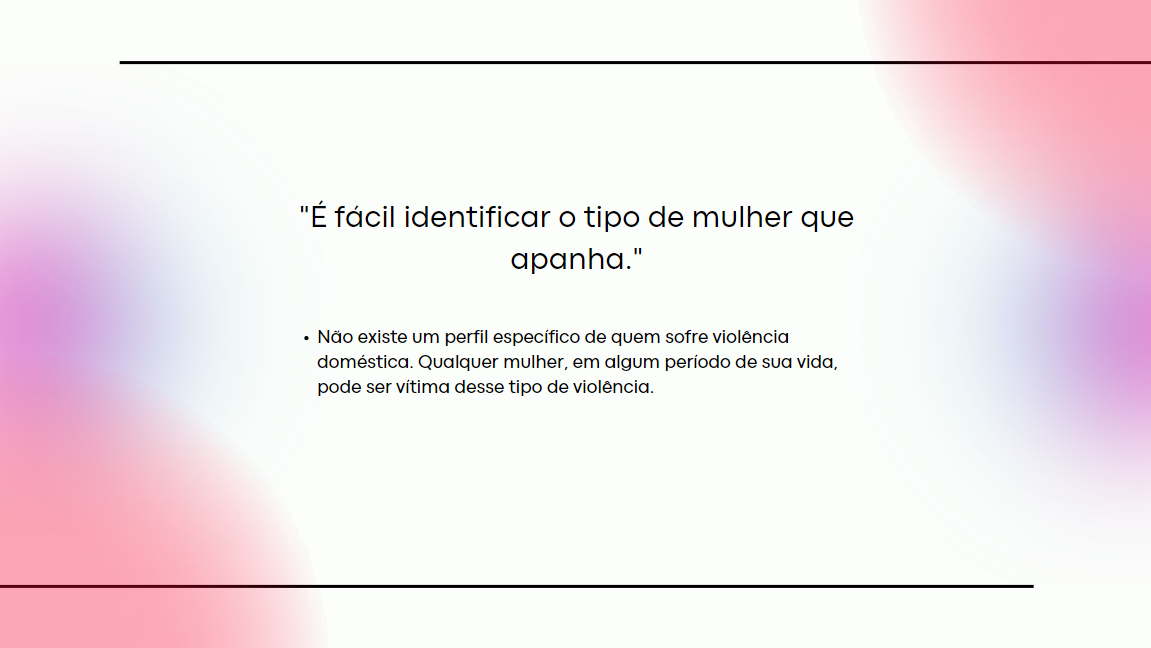 "É fácil identificar o tipo de mulher que
apanha."
• Não existe um perfil específico de quem sofre violência
doméstica. Qualquer mulher, em algum período de sua vida,
pode ser vítima desse tipo de violência.